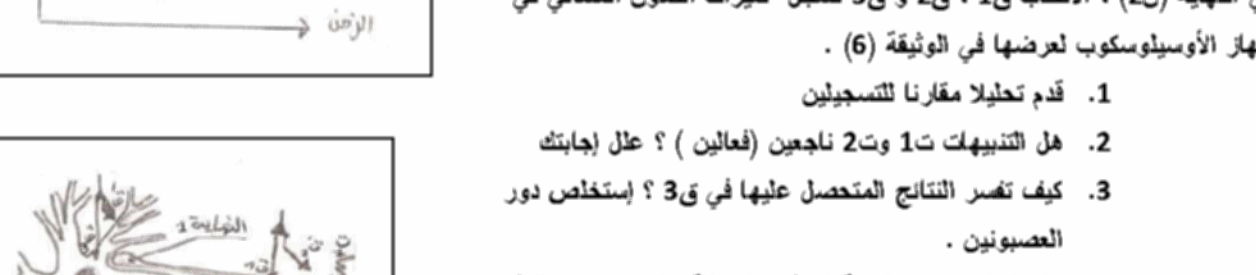 الزمن
هاز الأوسيلوسكوب لعرضها في الوثيقة (6) .
1. قدم تحليلا مقارنا للتسجيلين
2. هل التنبيهات ت1 وت2 ناجعين (فعالين ) ؟ علل إجابتك
3. كيف تفسر النتائج المتحصل عليها في ق3 ؟ إستخلص دور
العصبونين .
النهاية 1